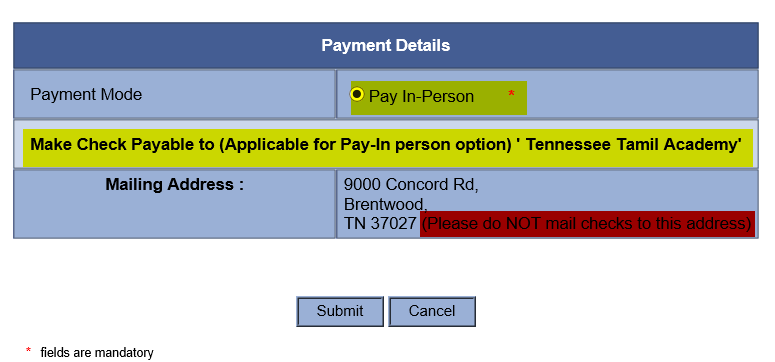 Payment Details
Payment Mode
Pay In-Person *
Make Check Payable to (Applicable for Pay-In person option) ' Tennessee Tamil Academy'
Mailing Address :
9000 Concord Rd,
Brentwood,
TN 37027 (Please do NOT mail checks to this address)
Submit
Cancel
* fields are mandatory